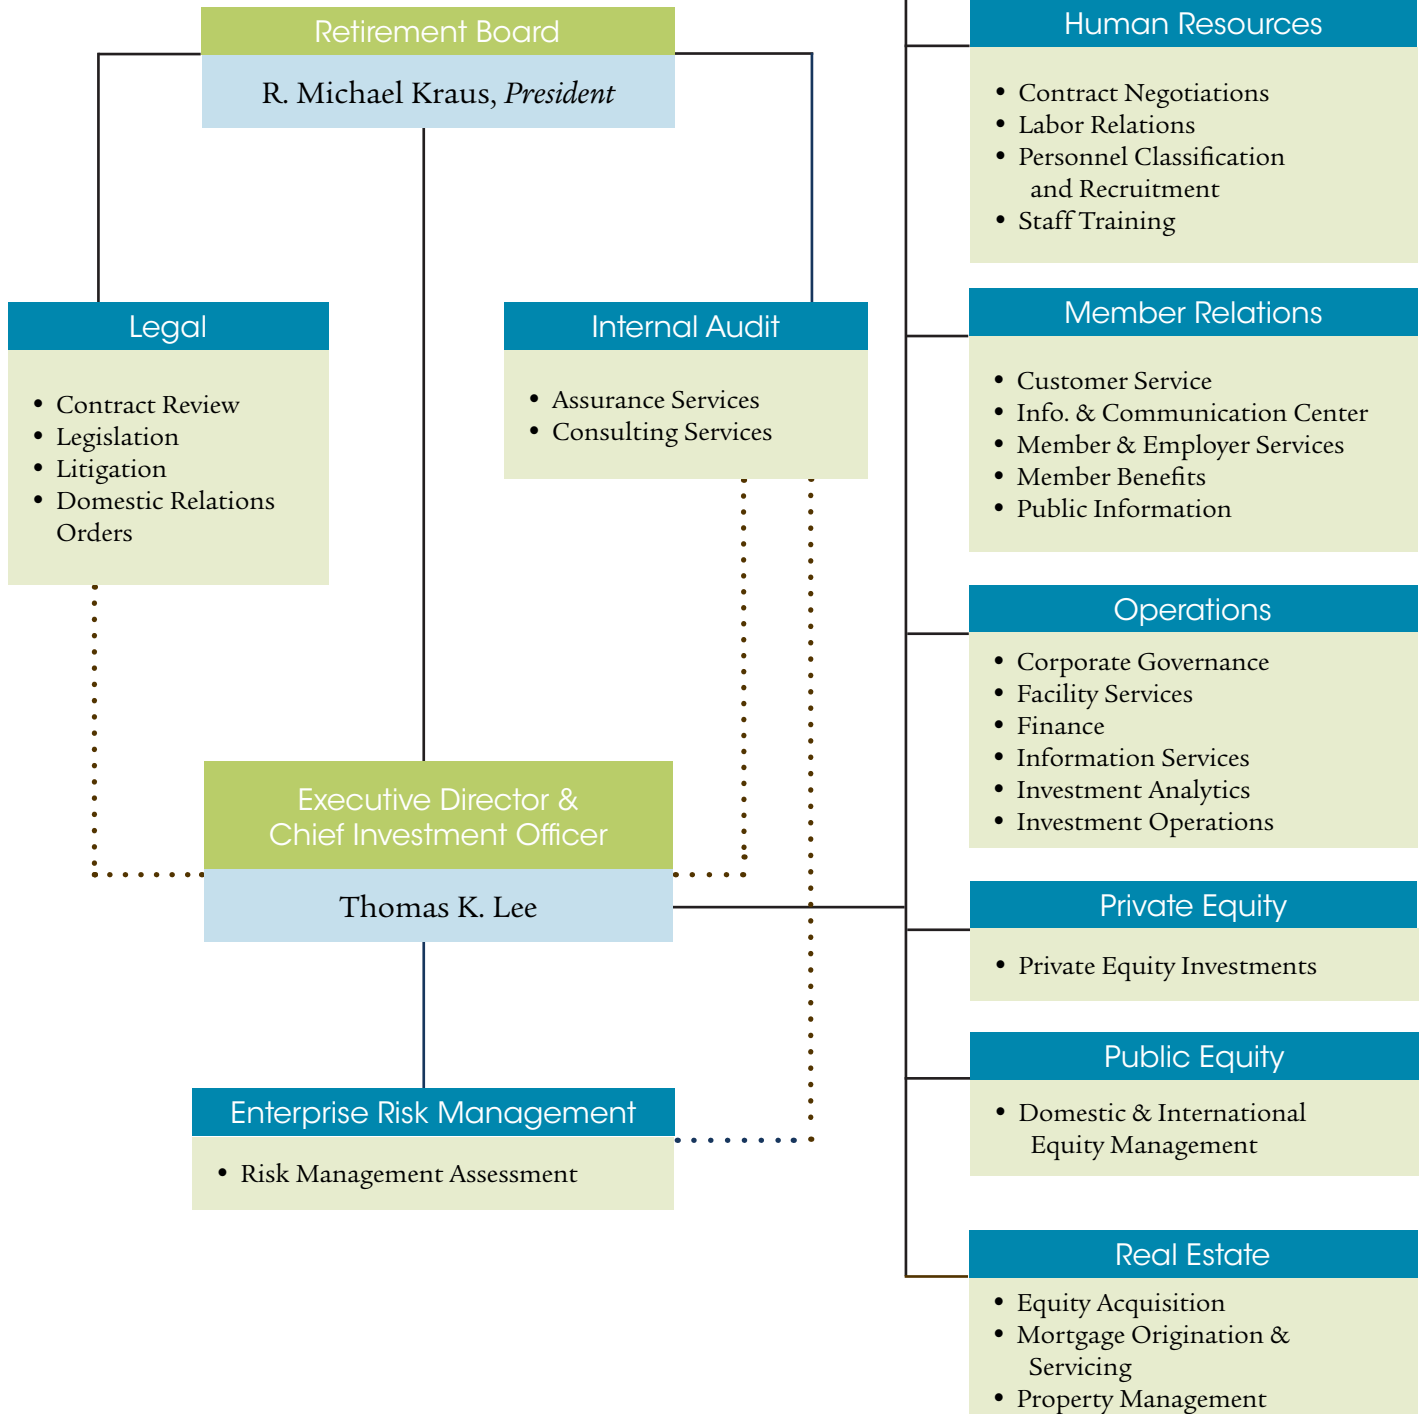 Retirement Board
R. Michael Kraus, President
Legal
• Contract Review
• Legislation
• Litigation
• Domestic Relations
Orders
Internal Audit
• Assurance Services
• Consulting Services
Executive Director &
Chief Investment Officer
Thomas K. Lee
Enterprise Risk Management
• Risk Management Assessment
Human Resources
• Contract Negotiations
• Labor Relations
• Personnel Classification
and Recruitment
• Staff Training
Member Relations
• Customer Service
• Info. & Communication Center
• Member & Employer Services
• Member Benefits
• Public Information
Operations
• Corporate Governance
• Facility Services
• Finance
• Information Services
• Investment Analytics
• Investment Operations
Private Equity
• Private Equity Investments
Public Equity
• Domestic & International
Equity Management
Real Estate
• Equity Acquisition
• Mortgage Origination &
Servicing
• Property Management